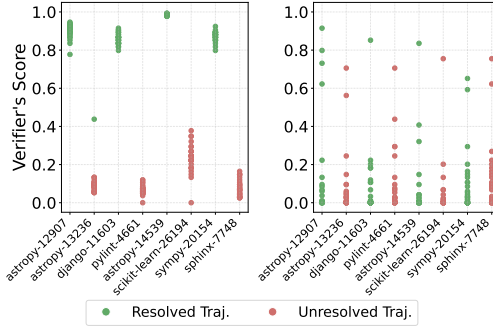 Verifier's Score
1.0
0.8
0.6
0.4
0.2
0.0
astropy-12907
astropy-13236
django-11603
pylint-4661
astropy-14539
scikit-learn-26194
sympy-20154
sphinx-7748
1.0
0.8
0.6
0.4
0.2
0.0
astropy-12907
astropy-13236
django-11603
pylint-4661
astropy-14539
scikit-learn-26194
sympy-20154
sphinx-7748
Resolved Traj.
Unresolved Traj.